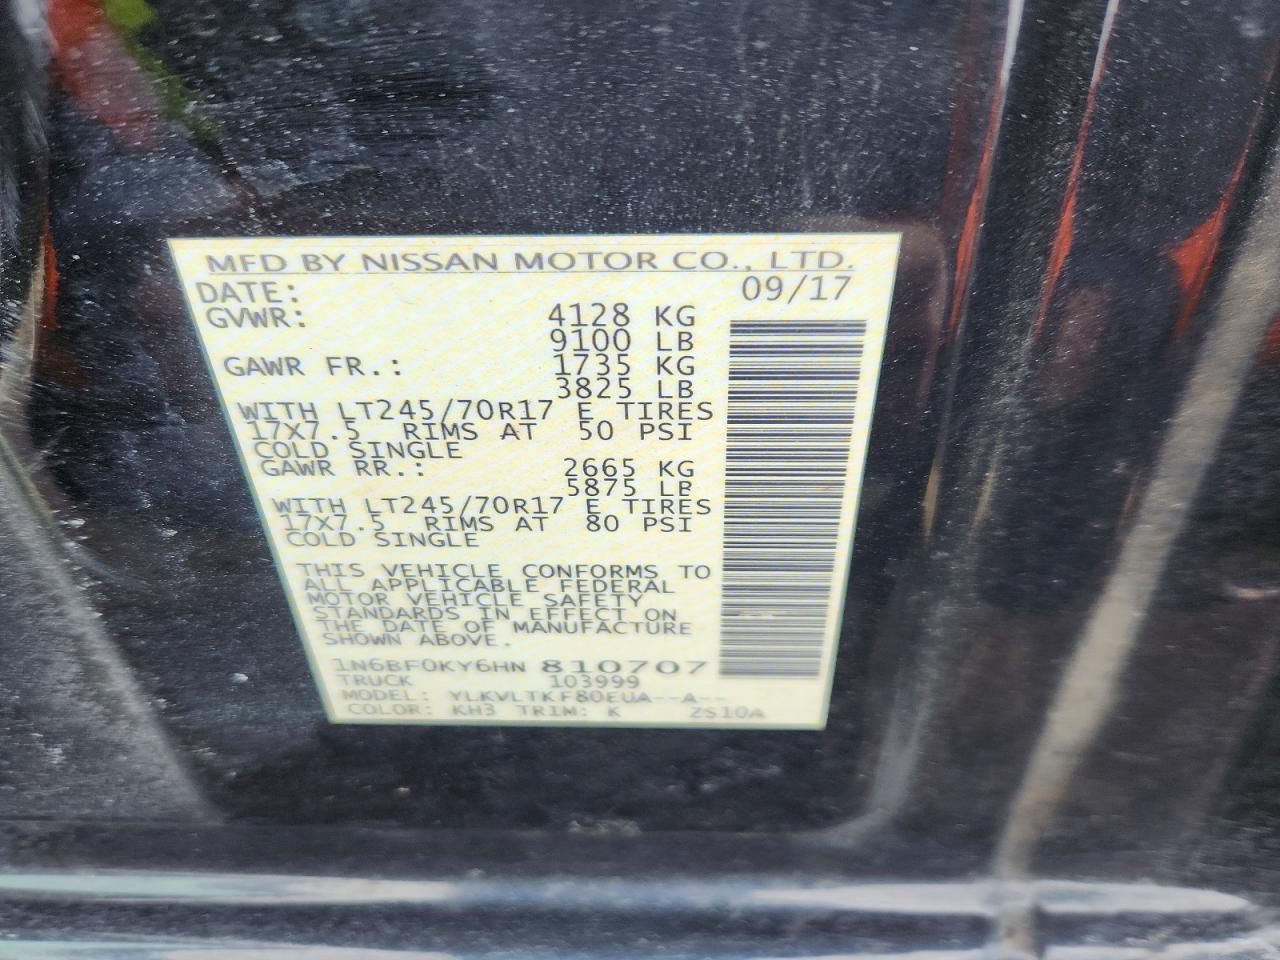 MFD BY NISSAN MOTOR CO., LTD.
DATE: 09/17
GVWR: 4128 KG
9100 LB
GAWR FR.: 1735 KG
3825 LB
WITH LT245/70R17 E TIRES
17X7.5 RIMS AT 50 PSI
COLD SINGLE
GAWR RR.: 2665 KG
5875 LB
WITH LT245/70R17 E TIRES
17X7.5 RIMS AT 80 PSI
COLD SINGLE
THIS VEHICLE CONFORMS TO
ALL APPLICABLE FEDERAL
MOTOR VEHICLE SAFETY
STANDARDS IN EFFECT ON
THE DATE OF MANUFACTURE
SHOWN ABOVE.
1N6BF0KY6HN 810707
TRUCK 103999
MODEL: YLKVLTKF80EUA--A--
COLOR: KH3 TRIM: K ZS10A